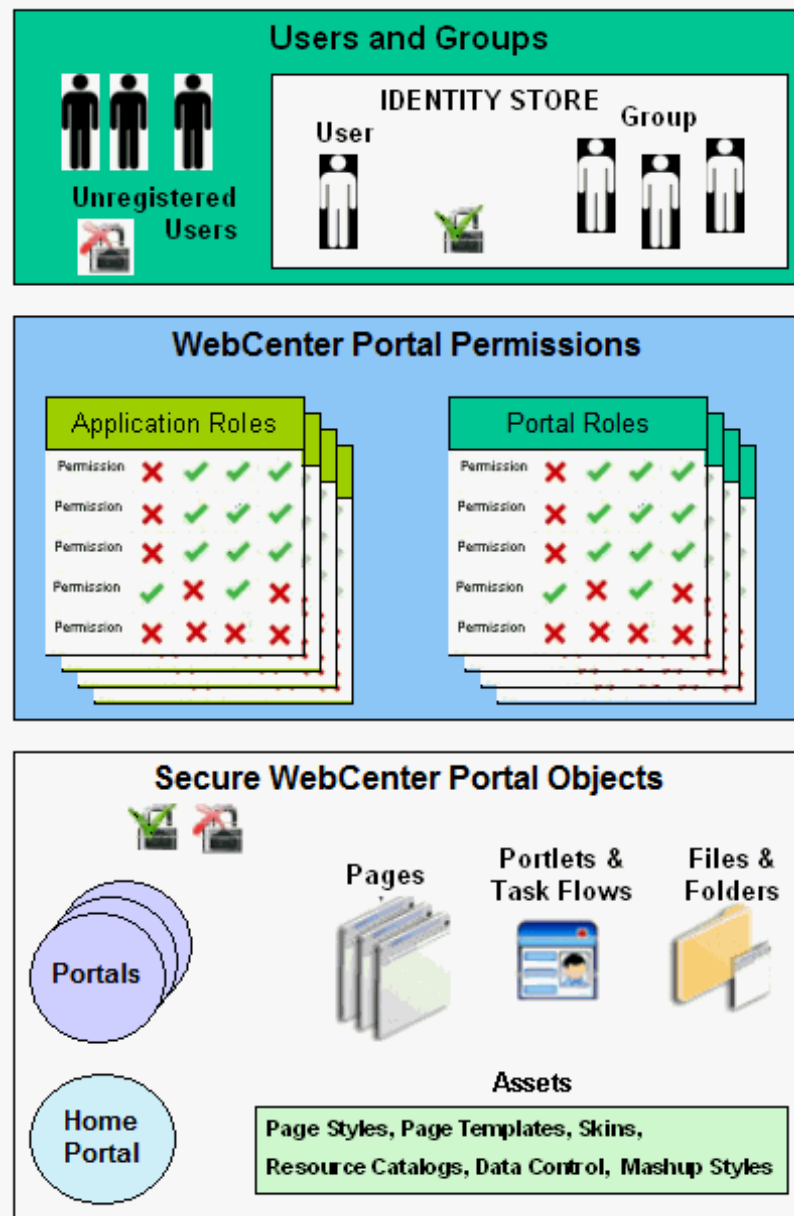 Users and Groups
IDENTITY STORE
User
Group
Unregistered
Users
WebCenter Portal Permissions
Application Roles
Permission
Permission
Permission
Permission
Permission
Portal Roles
Permission
Permission
Permission
Permission
Permission
Secure WebCenter Portal Objects
Pages
Portlets &
Task Flows
Files &
Folders
Portals
Home
Portal
Assets
Page Styles, Page Templates, Skins,
Resource Catalogs, Data Control, Mashup Styles